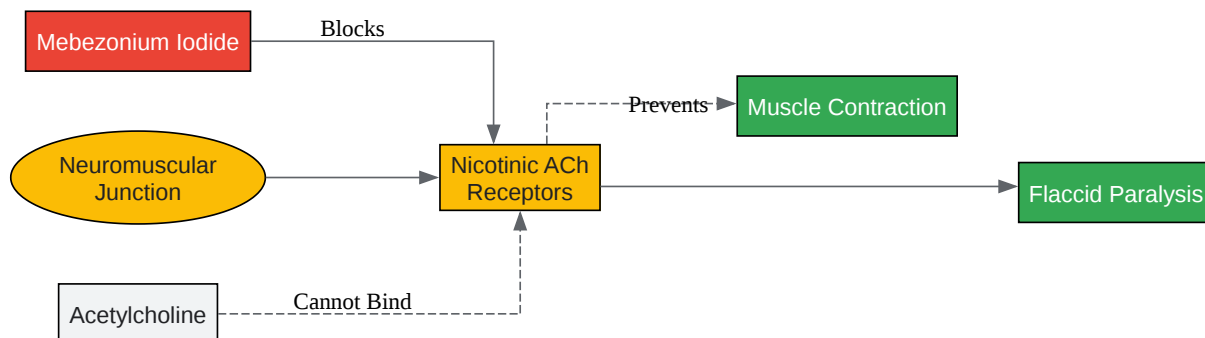 Mebezonium Iodide
Blocks
Prevents
Muscle Contraction
Neuromuscular
Junction
Nicotinic ACh
Receptors
Flaccid Paralysis
Acetylcholine
Cannot Bind